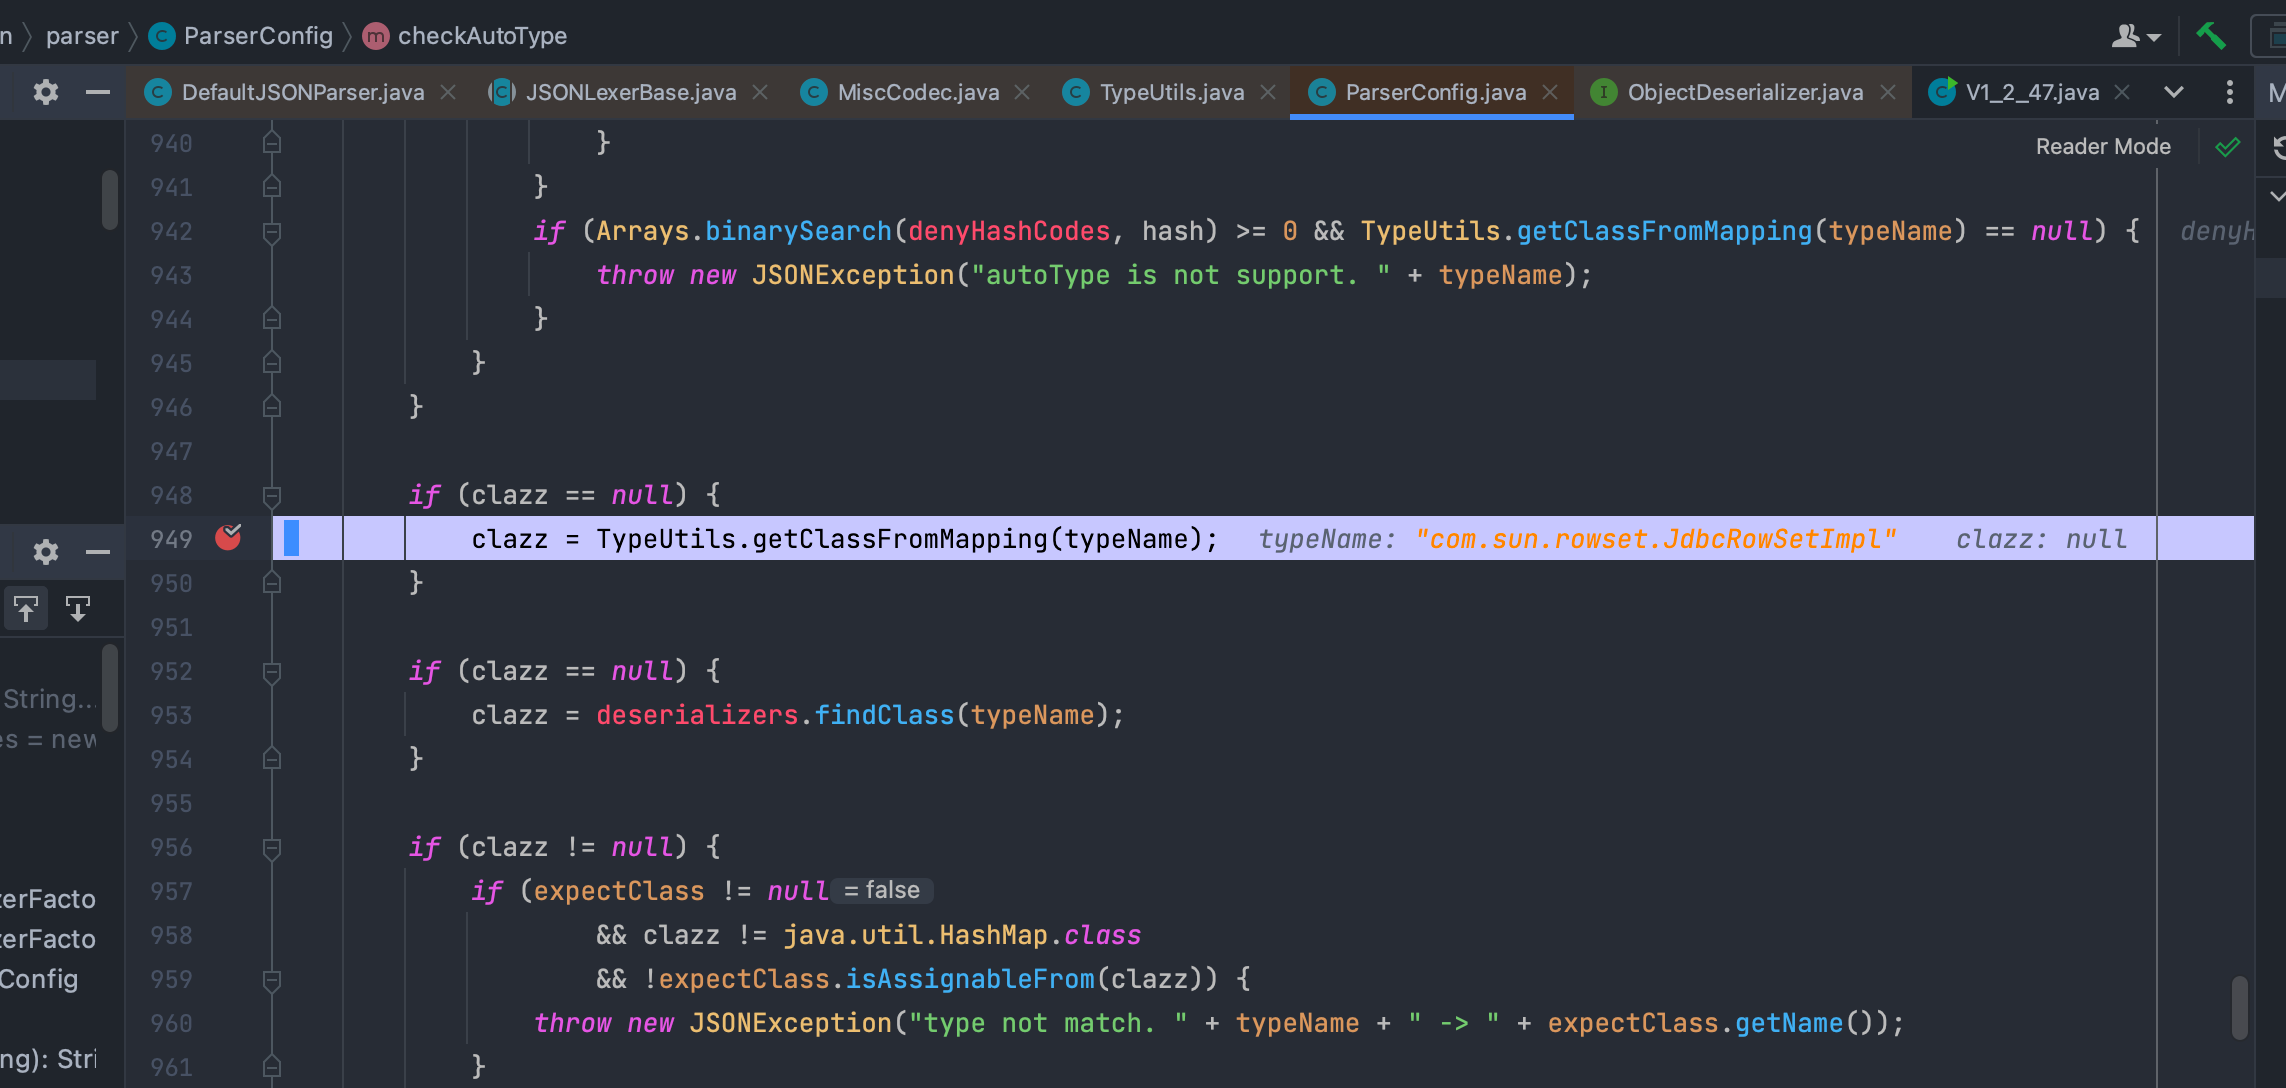 n parser ParserConfig checkAutoType
DefaultJSONParser.java JSONLexerBase.java MiscCodec.java TypeUtils.java ParserConfig.java ObjectDeserializer.java V1_2_47.java M
Reader Mode
940 }
941 }
942 if (Arrays.binarySearch(denyHashCodes, hash) >= 0 && TypeUtils.getClassFromMapping(typeName) == null) { denyH
943 throw new JSONException("autoType is not support. " + typeName);
944 }
945 }
946 }
947
948 if (clazz == null) {
949 clazz = TypeUtils.getClassFromMapping(typeName); typeName: "com.sun.rowset.JdbcRowSetImpl" clazz: null
950 }
951
952 if (clazz == null) {
953 clazz = deserializers.findClass(typeName);
954 }
955
956 if (clazz != null) {
957 if (expectClass != null = false
958 && clazz != java.util.HashMap.class
959 && !expectClass.isAssignableFrom(clazz)) {
960 throw new JSONException("type not match. " + typeName + " -> " + expectClass.getName());
961 }
String...
es = new
zerFacto
zerFacto
Config
ng): Stri